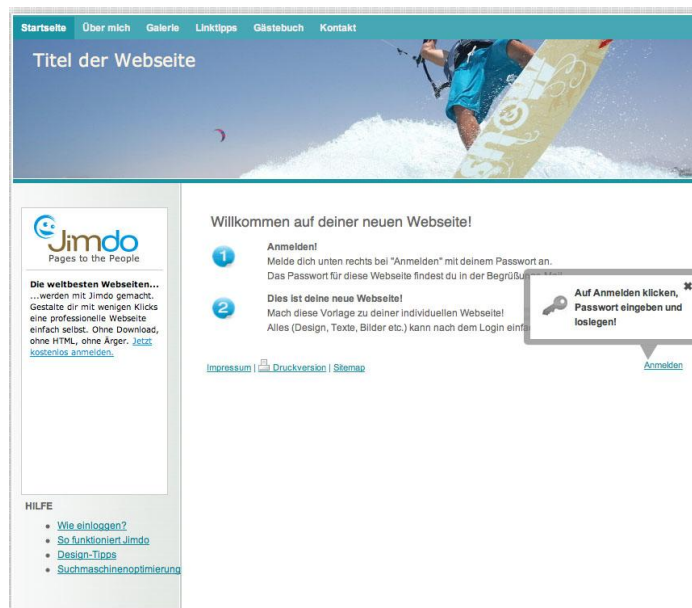 Startseite Über mich Galerie Linktipps Gästebuch Kontakt
Titel der Webseite
Jimdo
Pages to the People
Die weltbesten Webseiten...
...werden mit Jimdo gemacht.
Gestalte dir mit wenigen Klicks
eine professionelle Webseite
einfach selbst. Ohne Download,
ohne HTML, ohne Ärger. Jetzt
kostenlos anmelden.
HILFE
Wie einloggen?
So funktioniert Jimdo
Design-Tipps
Suchmaschinenoptimierung
Willkommen auf deiner neuen Webseite!
1
Anmelden!
Melde dich unten rechts bei "Anmelden" mit deinem Passwort an.
Das Passwort für diese Webseite findest du in der
2
Dies ist deine neue Webseite!
Mach diese Vorlage zu deiner individuellen Webseite!
Alles (Design, Texte, Bilder etc.) kann nach dem Login
Auf Anmelden klicken,
Passwort eingeben und
loslegen!
Impressum | Druckversion | Sitemap
Anmelden